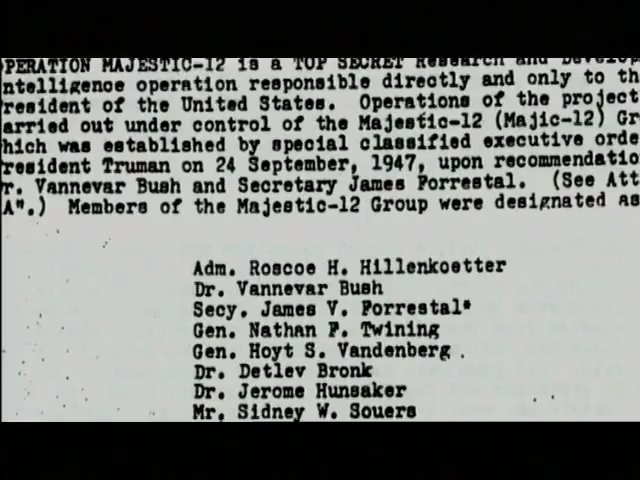 OPERATION MAJESTIC-12 is a TOP SECRET Research and Develop
ntelligence operation responsible directly and only to th
resident of the United States. Operations of the project
arried out under control of the Majestic-12 (Majic-12) Gr
hich was established by special classified executive orde
resident Truman on 24 September, 1947, upon recommendatio
r. Vannevar Bush and Secretary James Forrestal. (See Att
A".) Members of the Majestic-12 Group were designated as
Adm. Roscoe H. Hillenkoetter
Dr. Vannevar Bush
Secy. James V. Forrestal*
Gen. Nathan F. Twining
Gen. Hoyt S. Vandenberg .
Dr. Detlev Bronk
Dr. Jerome Hunsaker
Mr. Sidney W. Souers